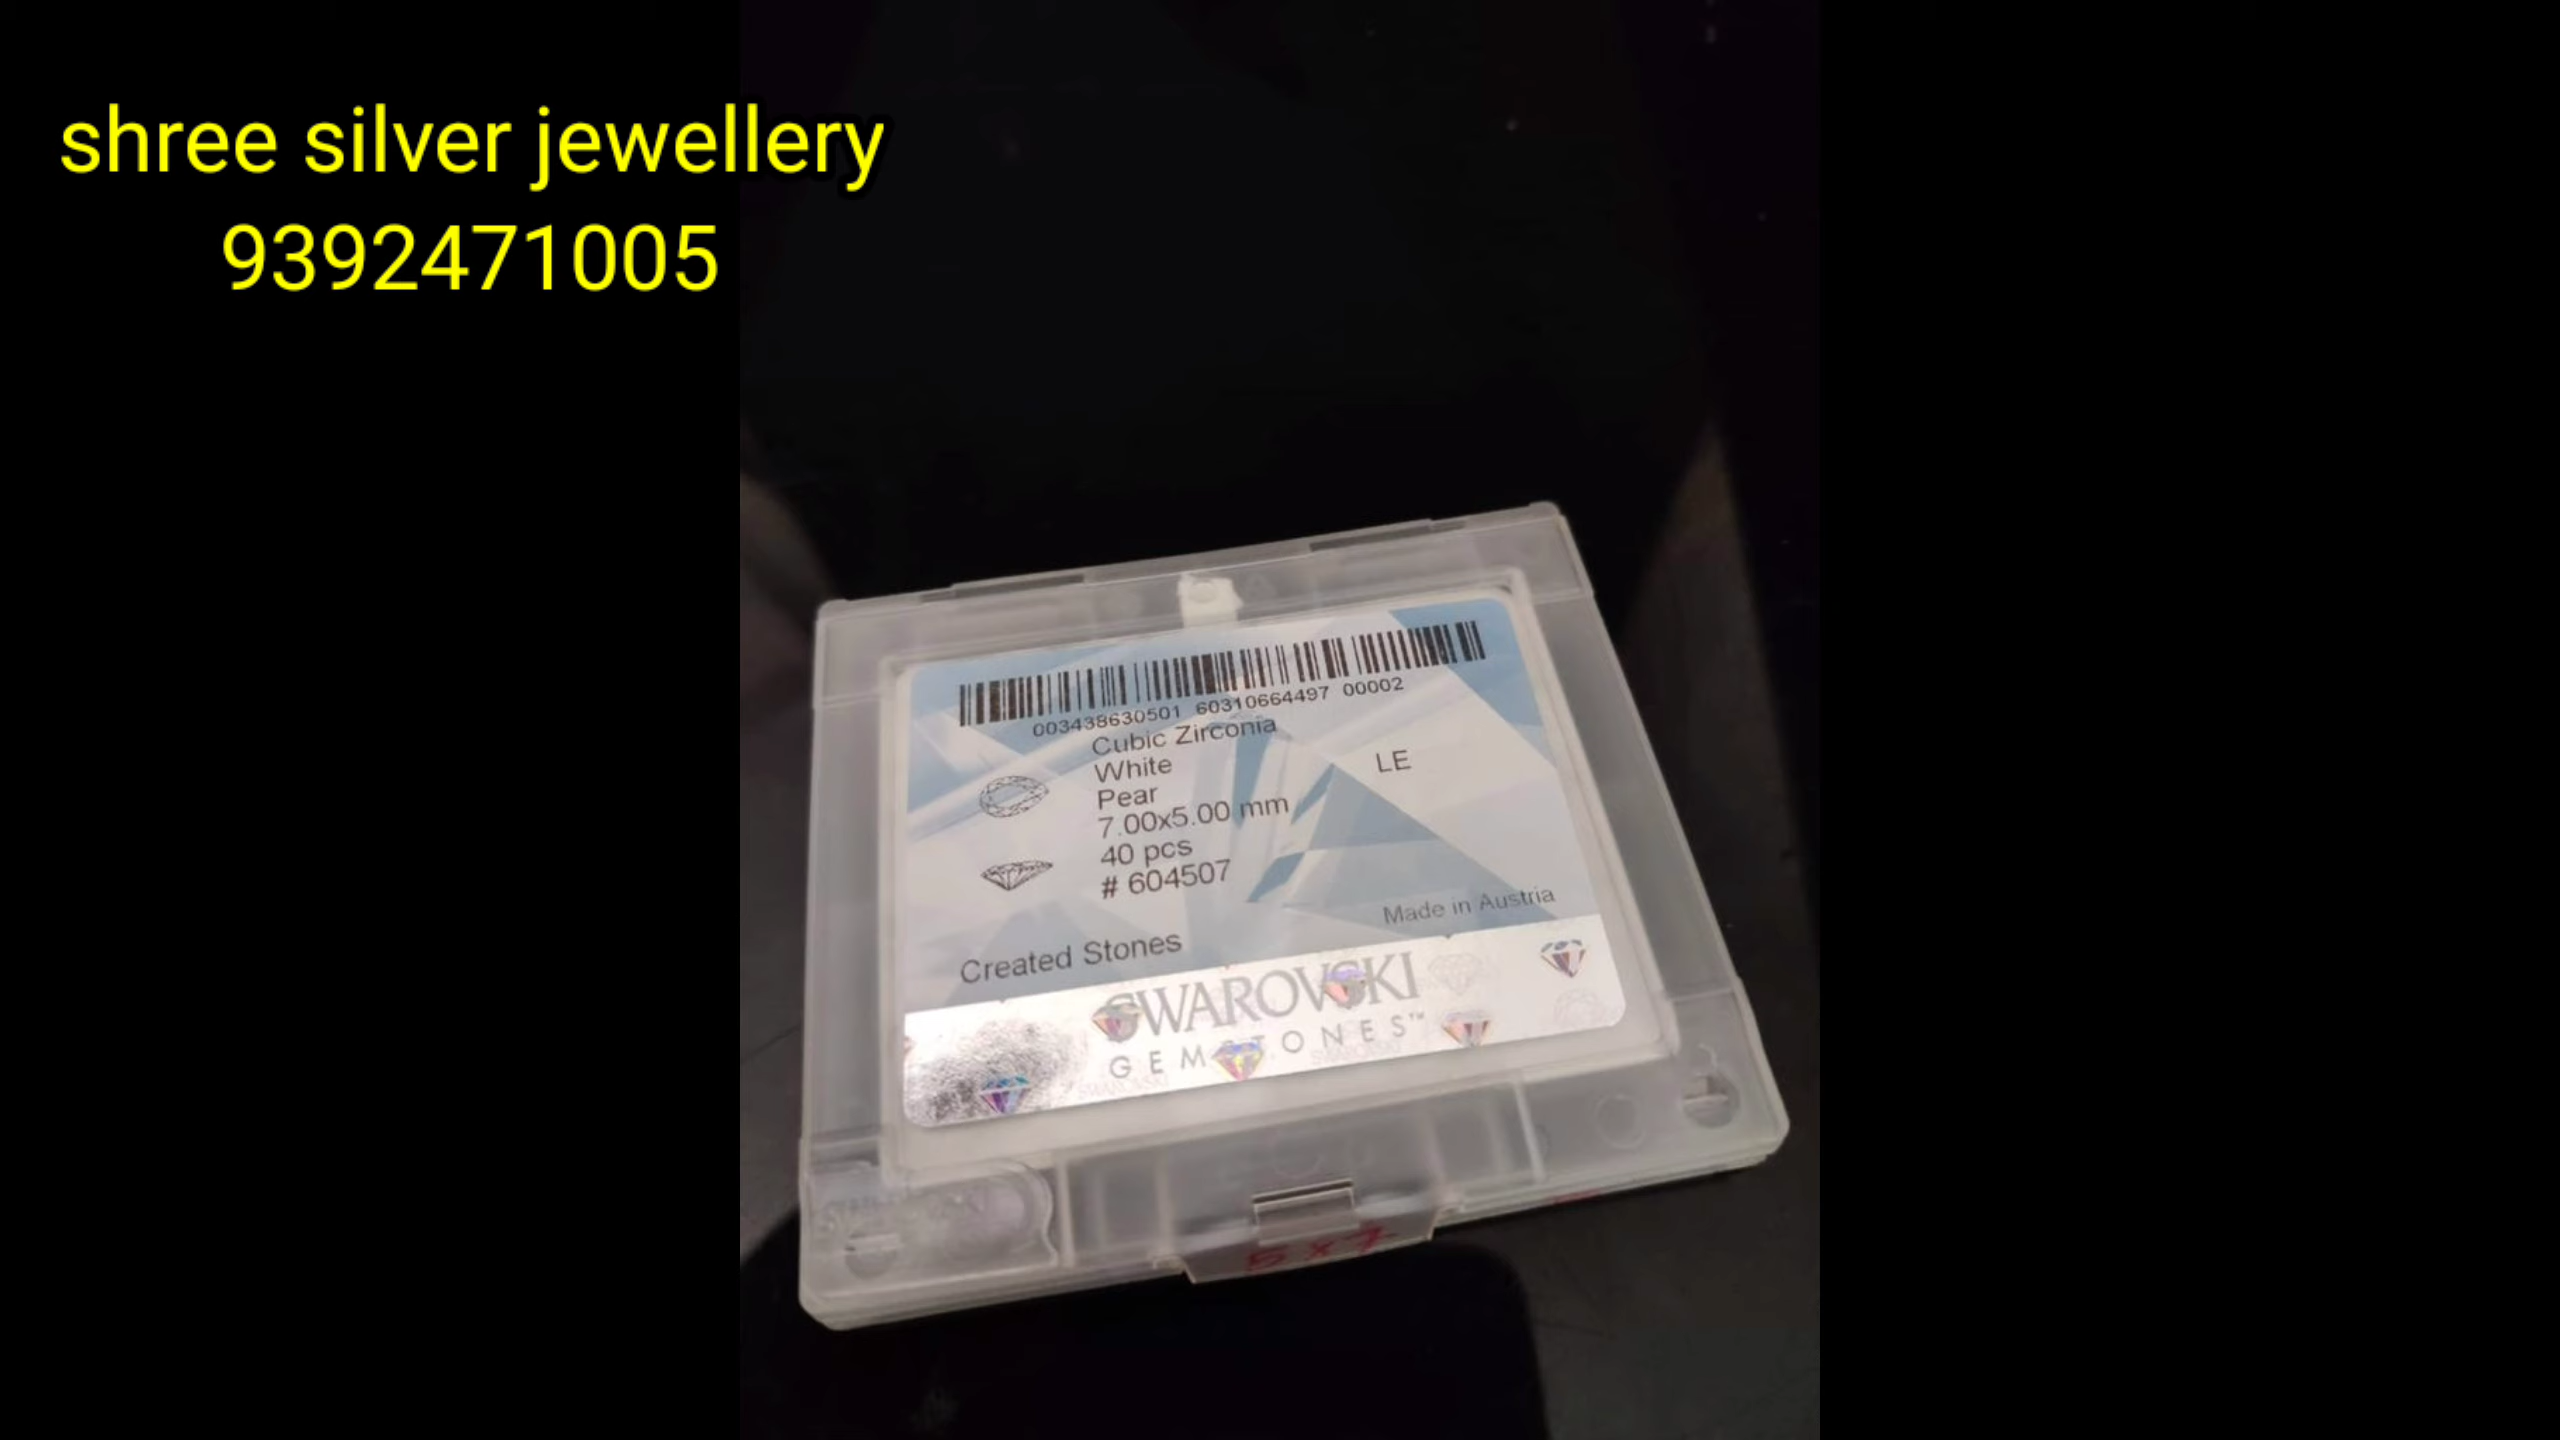 shree silver jewellery
9392471005
003438630501 60310664497 00002
Cubic Zirconia
White LE
Pear
7.00x5.00 mm
40 pcs
# 604507
Made in Austria
Created Stones
SWAROVSKI
GEMSTONES™
5x7